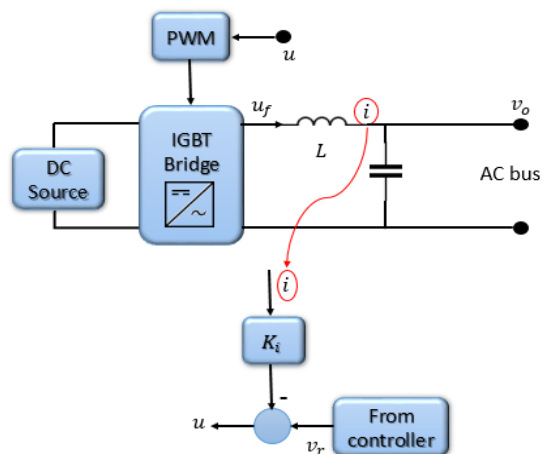 PWM
u
u_f
i
v_o
IGBT
Bridge
L
DC
Source
AC bus
~
i
K_i
-
u
v_r
From
controller